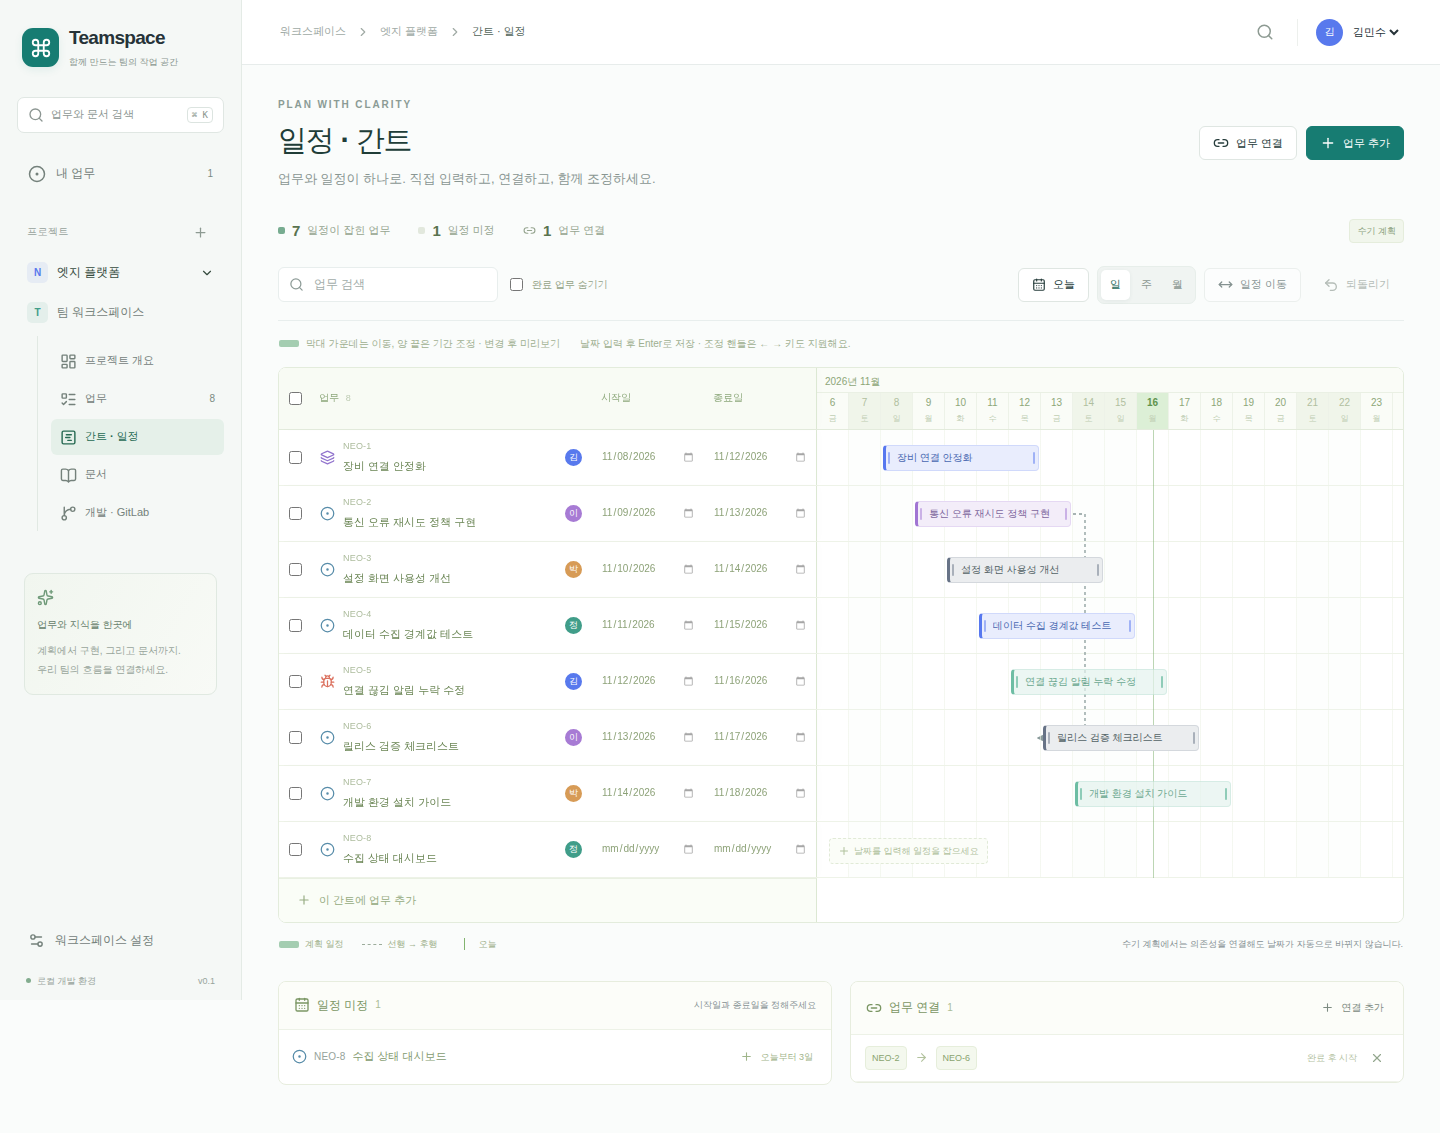 Teamspace
함께 만드는 팀의 작업 공간
업무와 문서 검색
⌘ K
내 업무
1
프로젝트
N
엣지 플랫폼
T
팀 워크스페이스
프로젝트 개요
업무
8
간트 · 일정
문서
개발 · GitLab
업무와 지식을 한곳에
계획에서 구현, 그리고 문서까지.
우리 팀의 흐름을 연결하세요.
워크스페이스 설정
로컬 개발 환경
v0.1
워크스페이스
엣지 플랫폼
간트 · 일정
김
김민수
PLAN WITH CLARITY
일정 · 간트
업무와 일정이 하나로. 직접 입력하고, 연결하고, 함께 조정하세요.
업무 연결
업무 추가
7 일정이 잡힌 업무
1 일정 미정
1 업무 연결
수기 계획
업무 검색
완료 업무 숨기기
오늘
일
주
월
일정 이동
되돌리기
막대 가운데는 이동, 양 끝은 기간 조정 · 변경 후 미리보기
날짜 입력 후 Enter로 저장 · 조정 핸들은 ← → 키도 지원해요.
업무 8
시작일
종료일
2026년 11월
6 7 8 9 10 11 12 13 14 15 16 17 18 19 20 21 22 23
금 토 일 월 화 수 목 금 토 일 월 화 수 목 금 토 일 월
NEO-1
장비 연결 안정화
김
11/08/2026
11/12/2026
장비 연결 안정화
NEO-2
통신 오류 재시도 정책 구현
이
11/09/2026
11/13/2026
통신 오류 재시도 정책 구현
NEO-3
설정 화면 사용성 개선
박
11/10/2026
11/14/2026
설정 화면 사용성 개선
NEO-4
데이터 수집 경계값 테스트
정
11/11/2026
11/15/2026
데이터 수집 경계값 테스트
NEO-5
연결 끊김 알림 누락 수정
김
11/12/2026
11/16/2026
연결 끊김 알림 누락 수정
NEO-6
릴리스 검증 체크리스트
이
11/13/2026
11/17/2026
릴리스 검증 체크리스트
NEO-7
개발 환경 설치 가이드
박
11/14/2026
11/18/2026
개발 환경 설치 가이드
NEO-8
수집 상태 대시보드
정
mm/dd/yyyy
mm/dd/yyyy
날짜를 입력해 일정을 잡으세요
이 간트에 업무 추가
계획 일정
선행 → 후행
오늘
수기 계획에서는 의존성을 연결해도 날짜가 자동으로 바뀌지 않습니다.
일정 미정 1
시작일과 종료일을 정해주세요
NEO-8 수집 상태 대시보드
오늘부터 3일
업무 연결 1
연결 추가
NEO-2
NEO-6
완료 후 시작